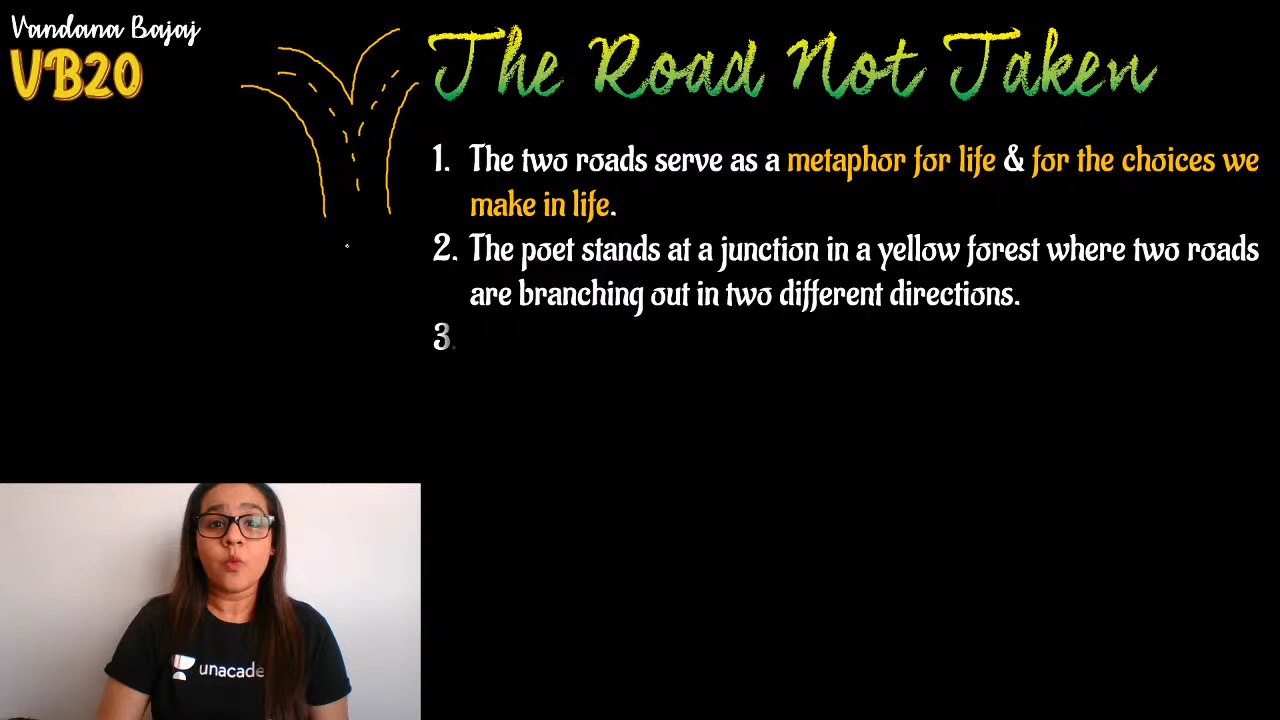 Vandana Bajaj
VB20
The Road Not Taken
1. The two roads serve as a metaphor for life & for the choices we
make in life.
2. The poet stands at a junction in a yellow forest where two roads
are branching out in two different directions.
3.
unacade